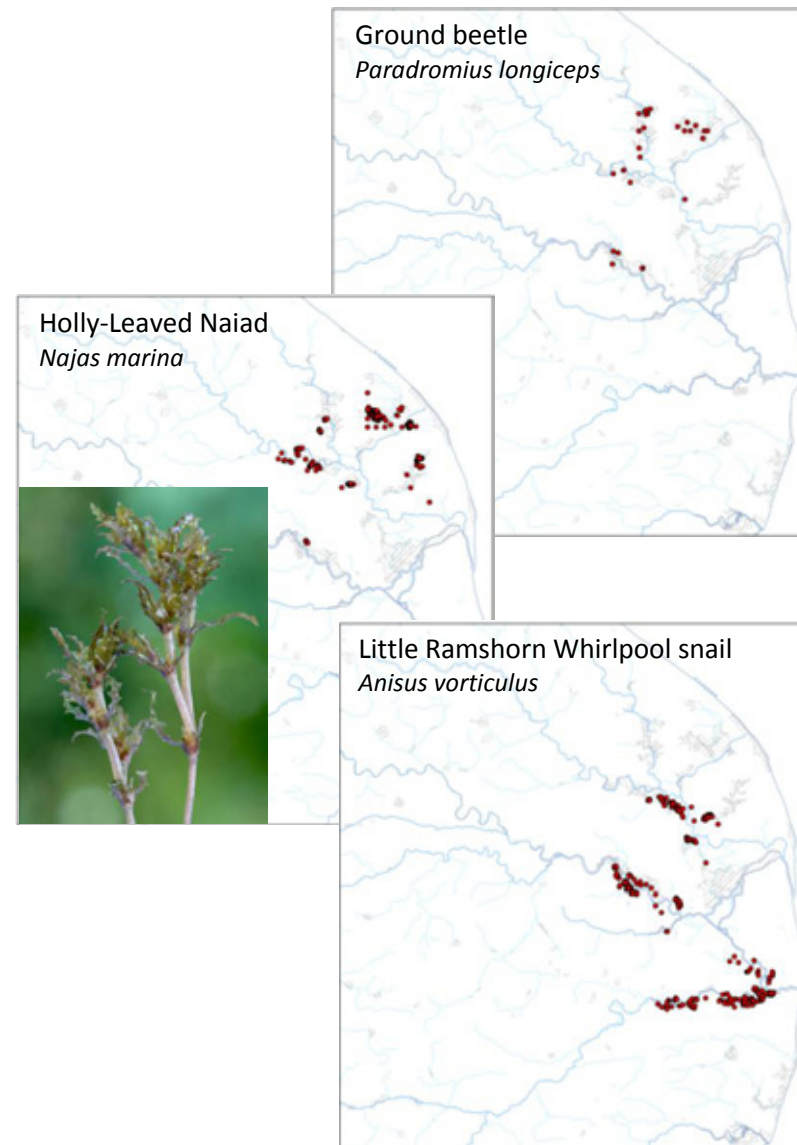 Ground beetle
Paradromius longiceps
Holly-Leaved Naiad
Najas marina
Little Ramshorn Whirlpool snail
Anisus vorticulus